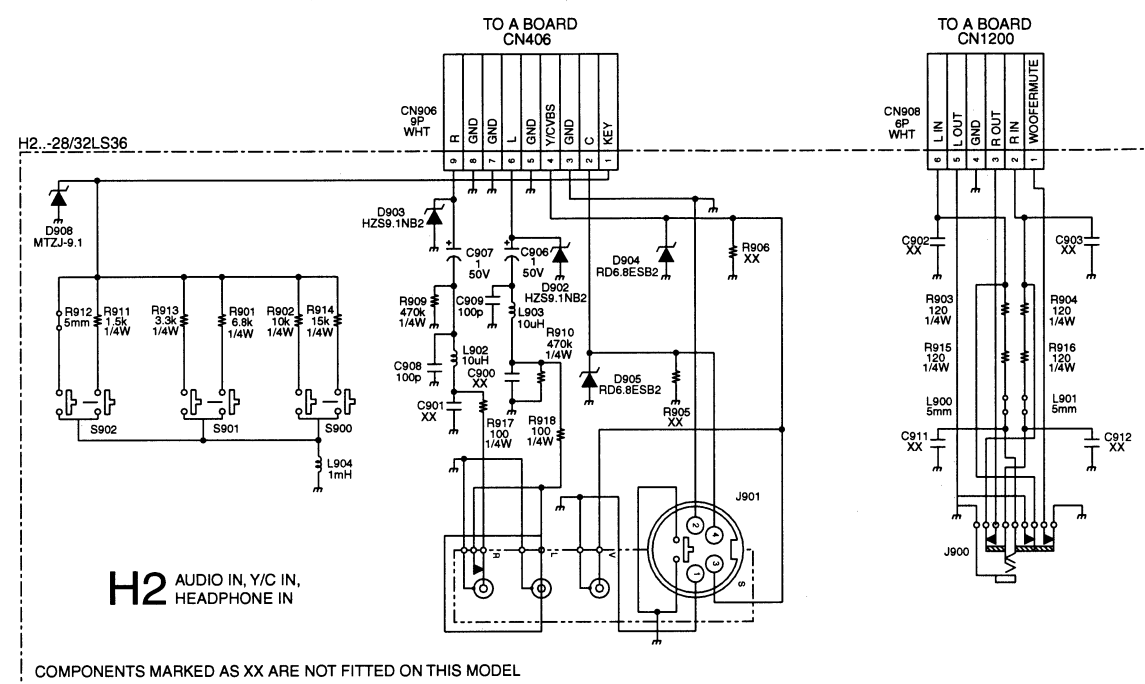 TO A BOARD
CN406
TO A BOARD
CN1200
CN906
9P
WHT
R
GND
GND
L
GND
Y/CVBS
GND
C
KEY
9
8
7
6
5
4
3
2
1
CN908
6P
WHT
L IN
L OUT
GND
R OUT
R IN
WOOFERMUTE
6
5
4
3
2
1
H2..-28/32LS36
D908
MTZJ-9.1
D903
HZS9.1NB2
C907
1
50V
C906
1
50V
D902
HZS9.1NB2
D904
RD6.8ESB2
R906
XX
C902
XX
C903
XX
R912
5mm
R911
1.5k
1/4W
R913
3.3k
1/4W
R901
6.8k
1/4W
R902
10k
1/4W
R914
15k
1/4W
R909
470k
1/4W
C909
100p
L903
10uH
R910
470k
1/4W
R903
120
1/4W
R904
120
1/4W
C908
100p
L902
10uH
C900
XX
D905
RD6.8ESB2
R905
XX
R915
120
1/4W
R916
120
1/4W
C901
XX
R917
100
1/4W
R918
100
1/4W
L900
5mm
L901
5mm
S902
S901
S900
C911
XX
C912
XX
L904
1mH
J901
2
4
1
3
S
R
L
V
J900
H2 AUDIO IN, Y/C IN,
HEADPHONE IN
COMPONENTS MARKED AS XX ARE NOT FITTED ON THIS MODEL